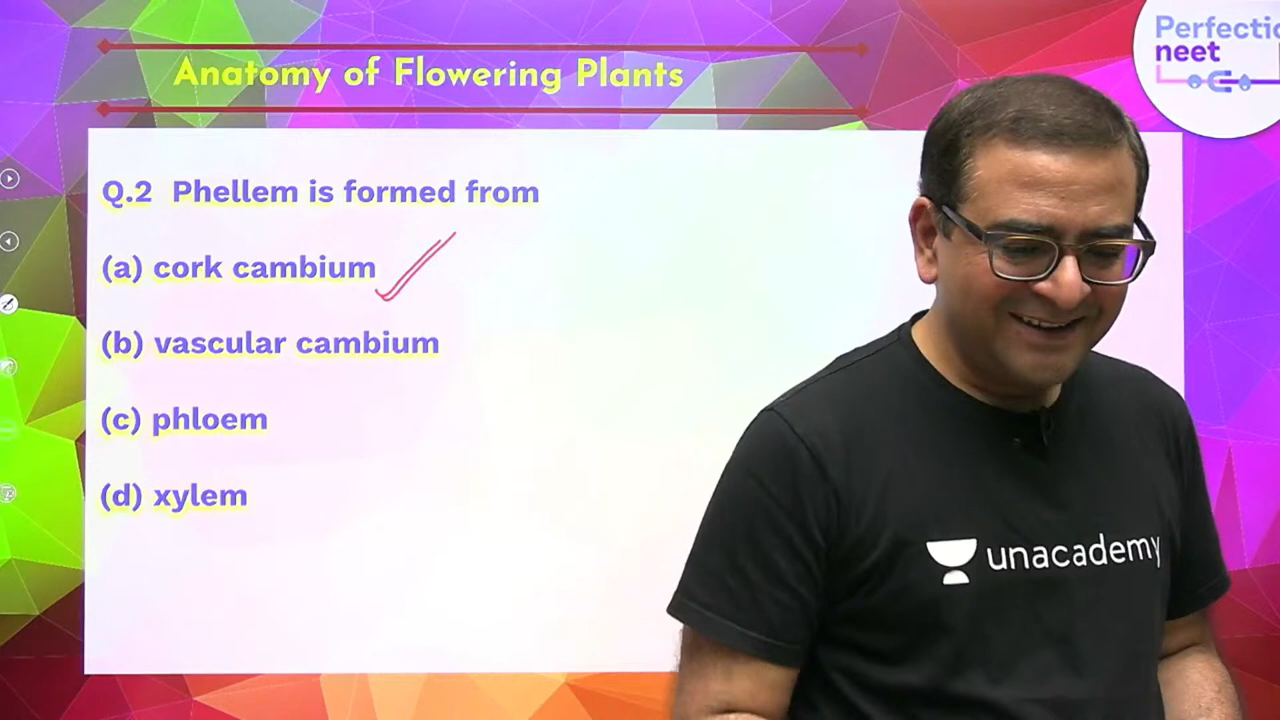 Perfectio
neet
Anatomy of Flowering Plants
Q.2 Phellem is formed from
(a) cork cambium
(b) vascular cambium
(c) phloem
(d) xylem
unacademy